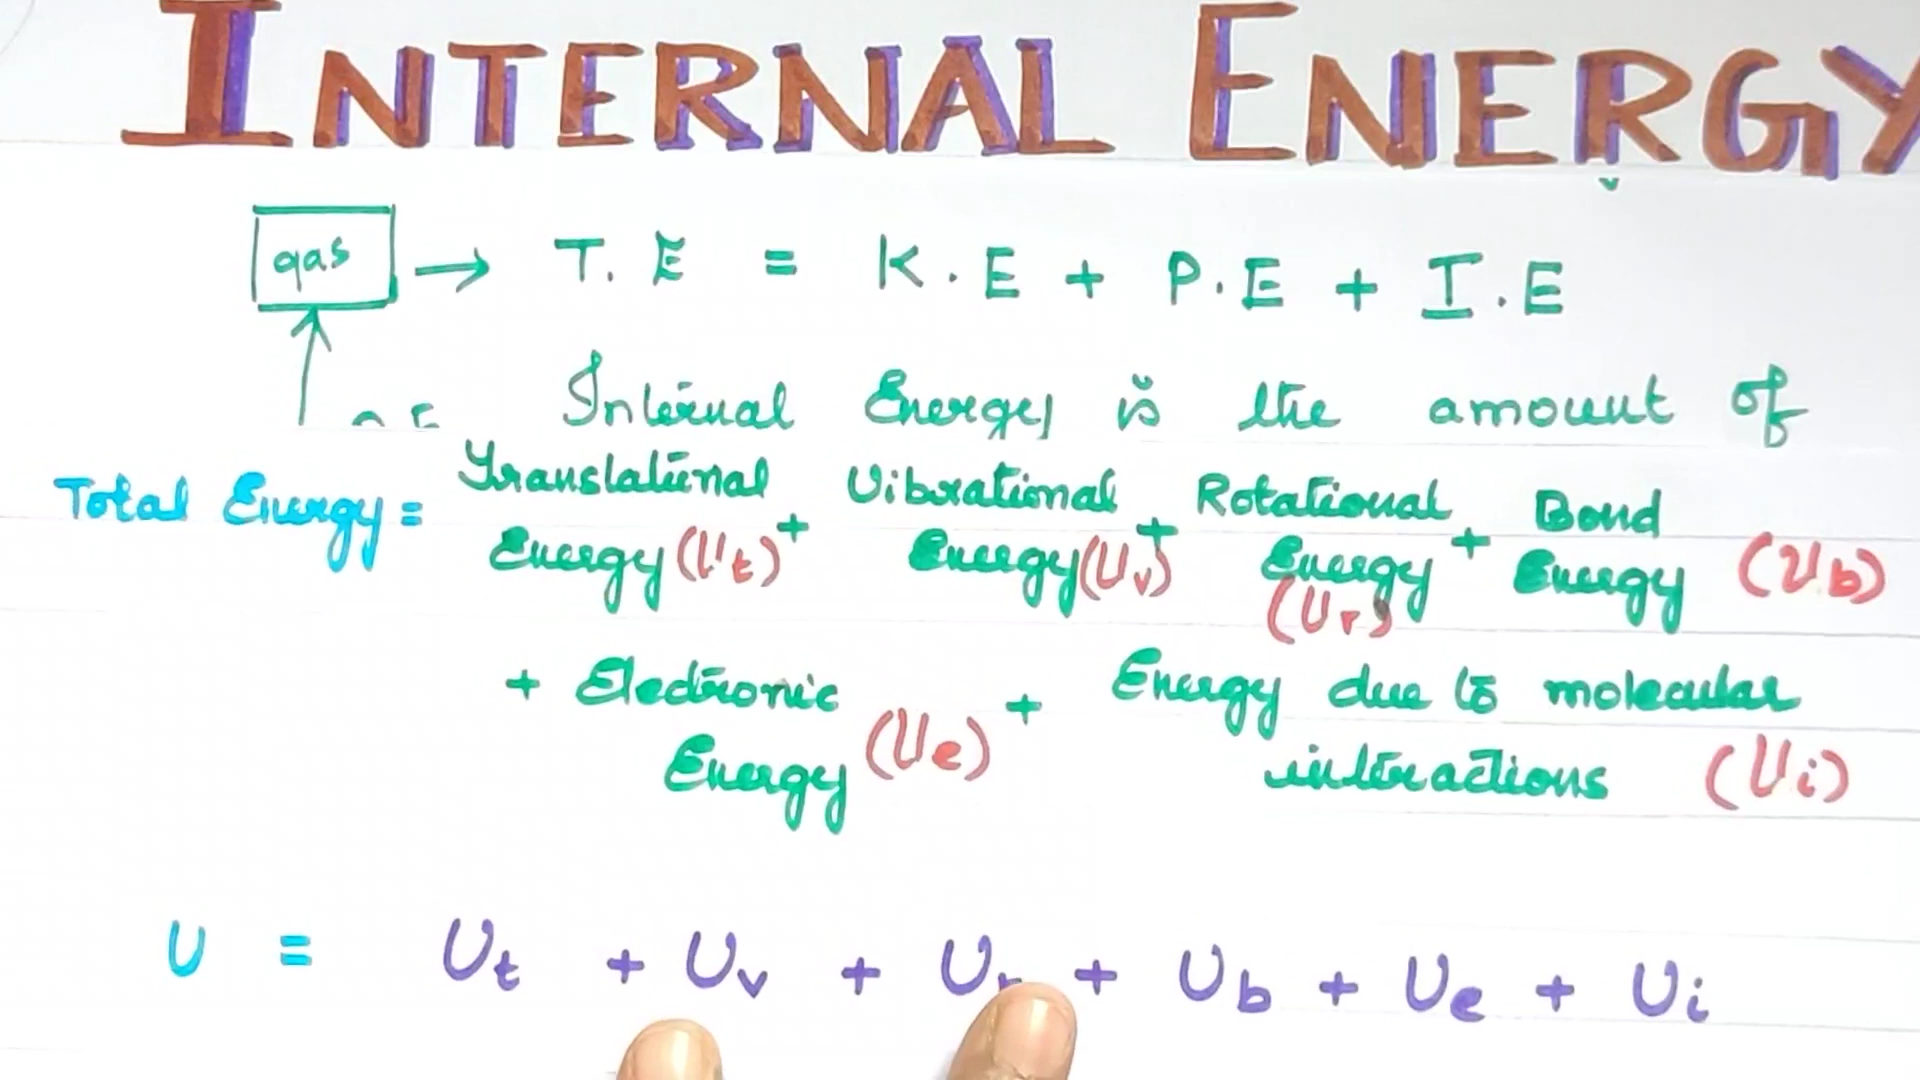 INTERNAL ENERGY
gas → T.E = K.E + P.E + I.E
Internal Energy is the amount of
Total Energy = Translational Energy (Ut) + Vibrational Energy (Uv) + Rotational Energy (Ur) + Bond Energy (Ub)
+ Electronic Energy (Ue) + Energy due to molecular interactions (Ui)
U = Ut + Uv + Ur + Ub + Ue + Ui